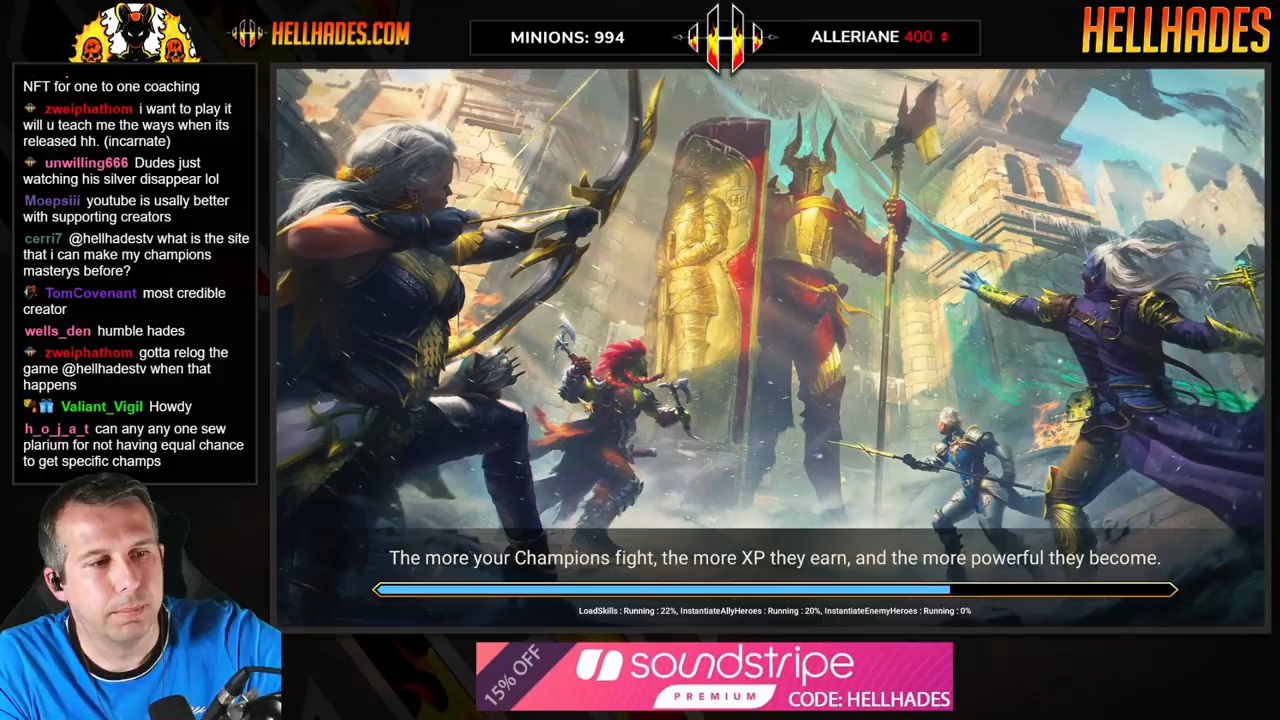 HELLHADES.COM
MINIONS: 994
ALLERIANE 400
HELLHADES
NFT for one to one coaching
zweiphathom i want to play it
will u teach me the ways when its
released hh. (incarnate)
unwilling666 Dudes just
watching his silver disappear lol
Moepsiii youtube is usally better
with supporting creators
cerri7 @hellhadestv what is the site
that i can make my champions
masterys before?
TomCovenant most credible
creator
wells_den humble hades
zweiphathom gotta relog the
game @hellhadestv when that
happens
Valiant_Vigil Howdy
h_o_j_a_t can any any one sew
plarium for not having equal chance
to get specific champs
The more your Champions fight, the more XP they earn, and the more powerful they become.
LoadSkills : Running : 22%, InstantiateAllyHeroes : Running : 20%, InstantiateEnemyHeroes : Running : 0%
15% OFF
soundstripe
PREMIUM
CODE: HELLHADES